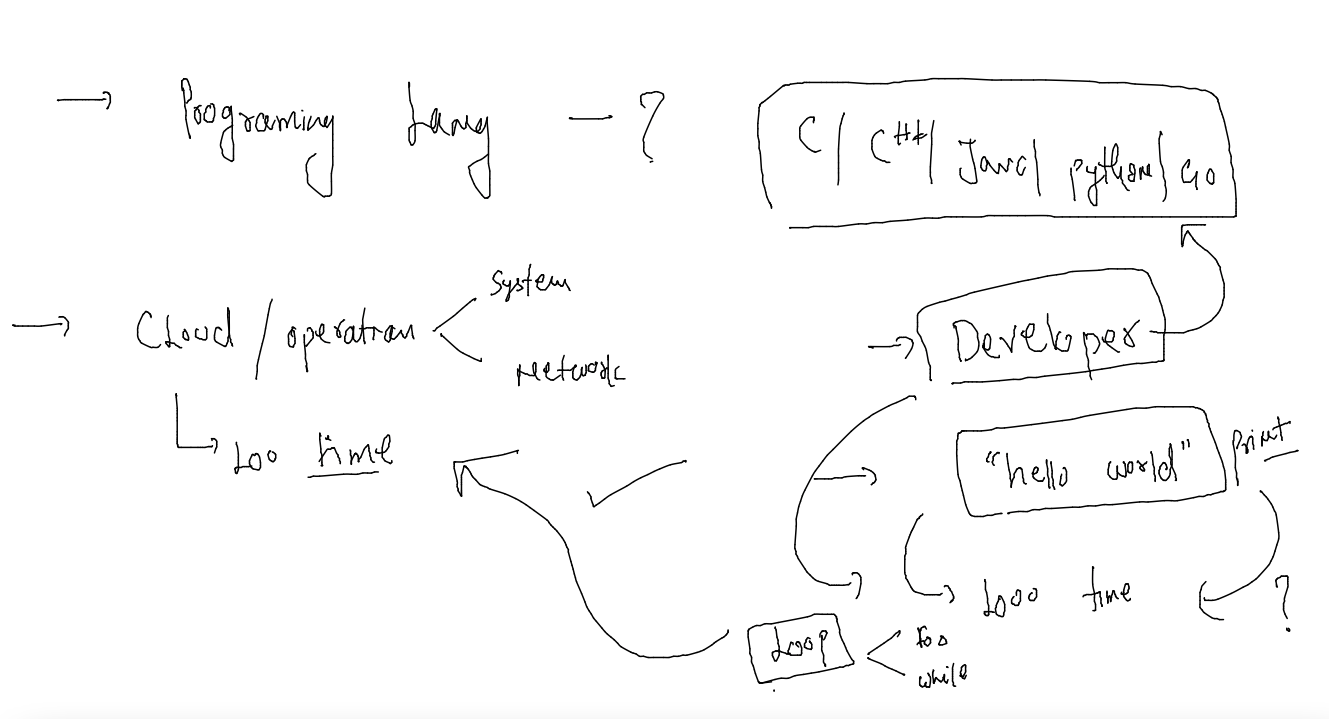 Programing Lang - ?
C/ C++/ Java/ python/ GO
System
CLoud / operation
Network
Developer
100 time
"hello world" print
1000 time ?
Loop
for
while